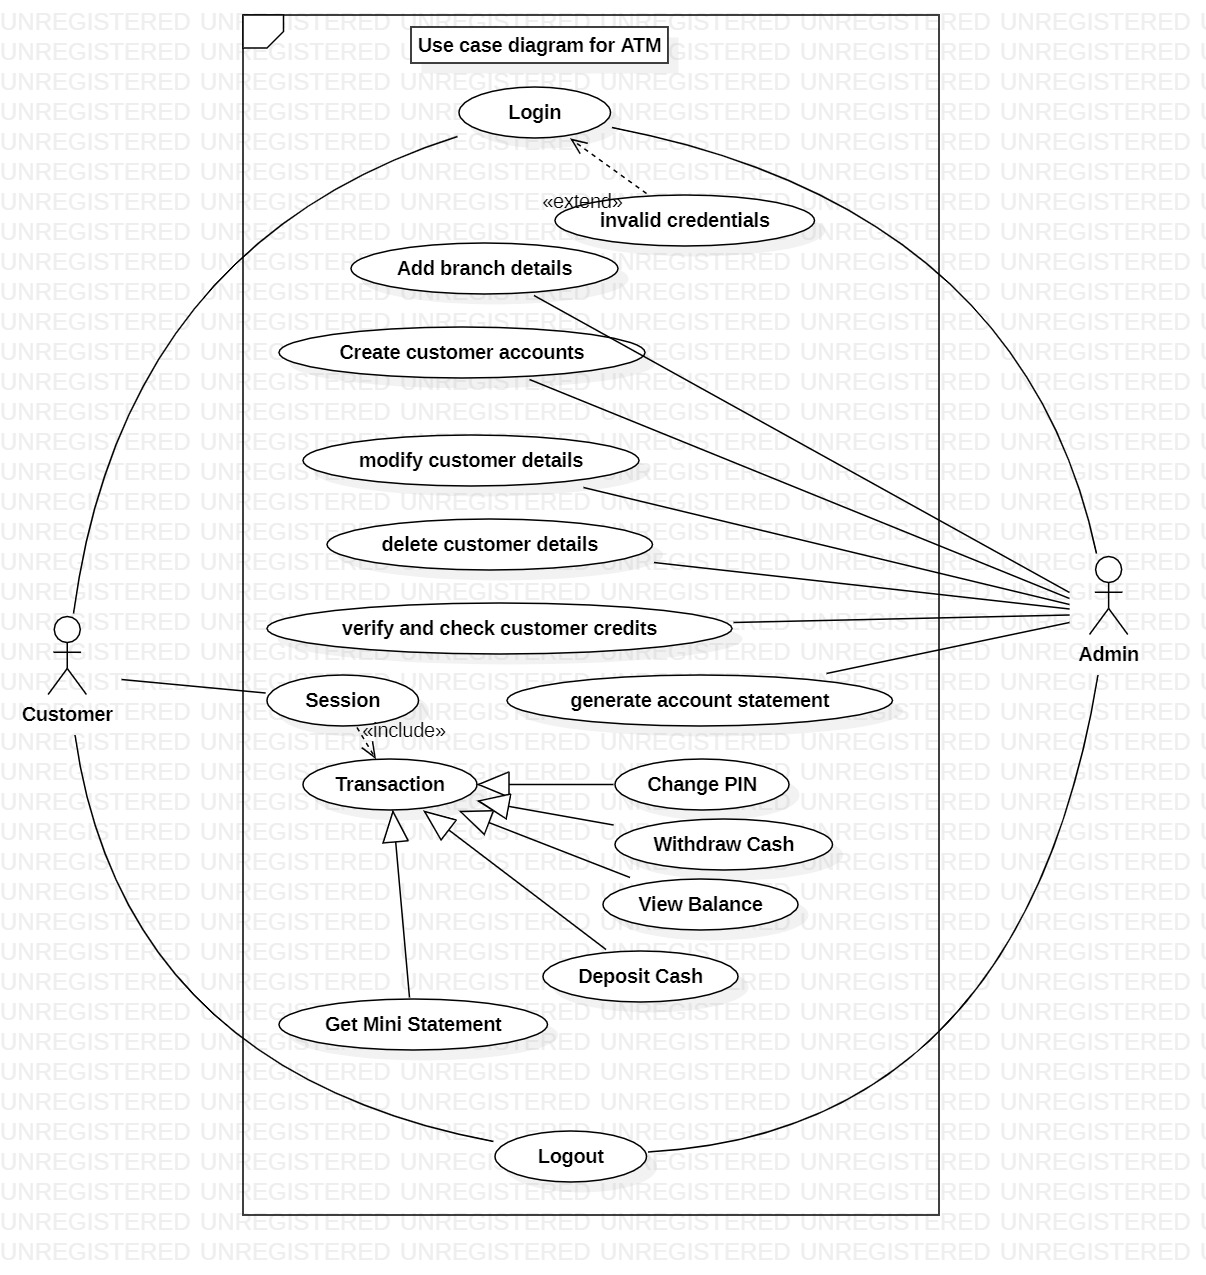 Use case diagram for ATM
Login
«extend»
invalid credentials
Add branch details
Create customer accounts
modify customer details
delete customer details
verify and check customer credits
Admin
Session
generate account statement
Customer
«include»
Transaction
Change PIN
Withdraw Cash
View Balance
Deposit Cash
Get Mini Statement
Logout
UNREGISTERED